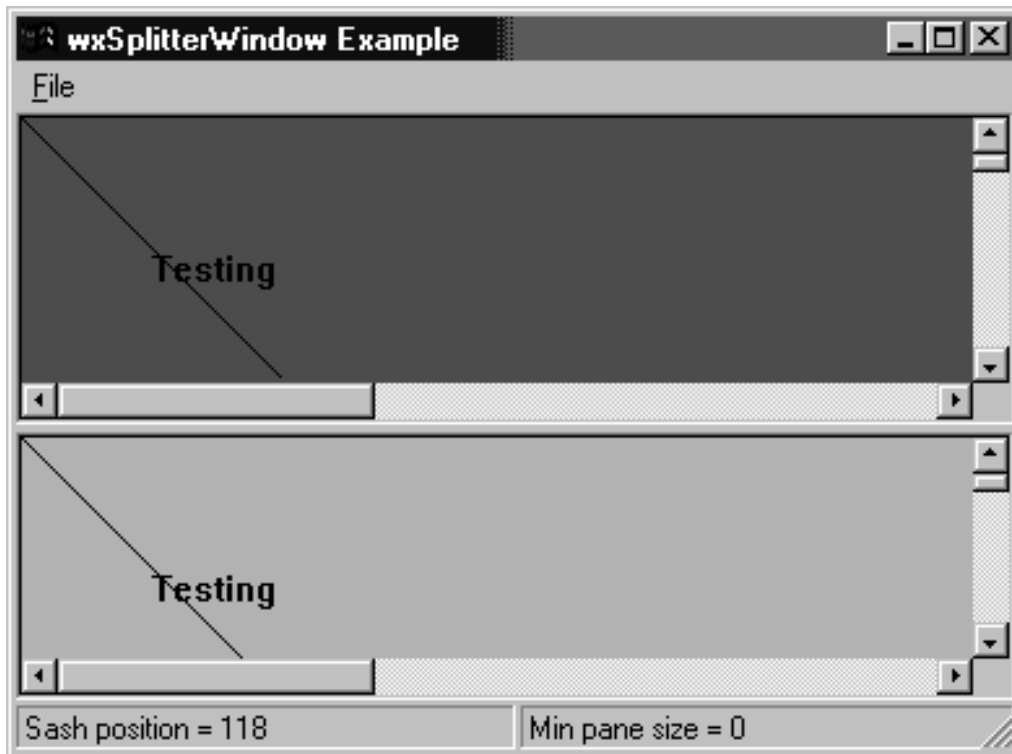 wxSplitterWindow Example
File
Testing
Testing
Sash position = 118
Min pane size = 0